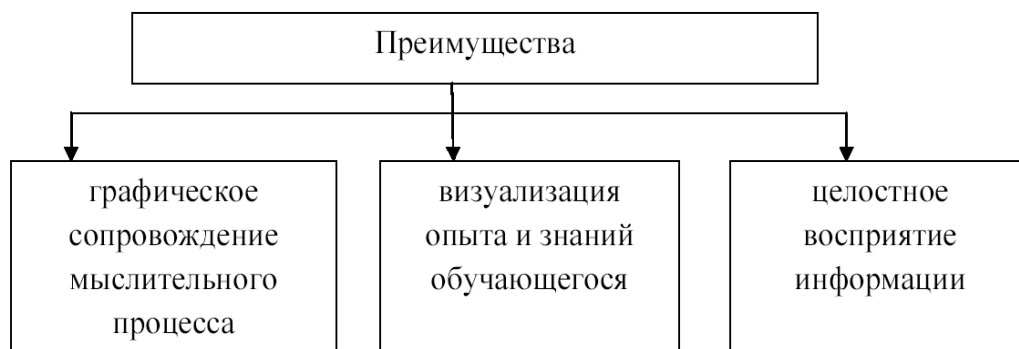 Преимущества
графическое
сопровождение
мыслительного
процесса
визуализация
опыта и знаний
обучающегося
целостное
восприятие
информации